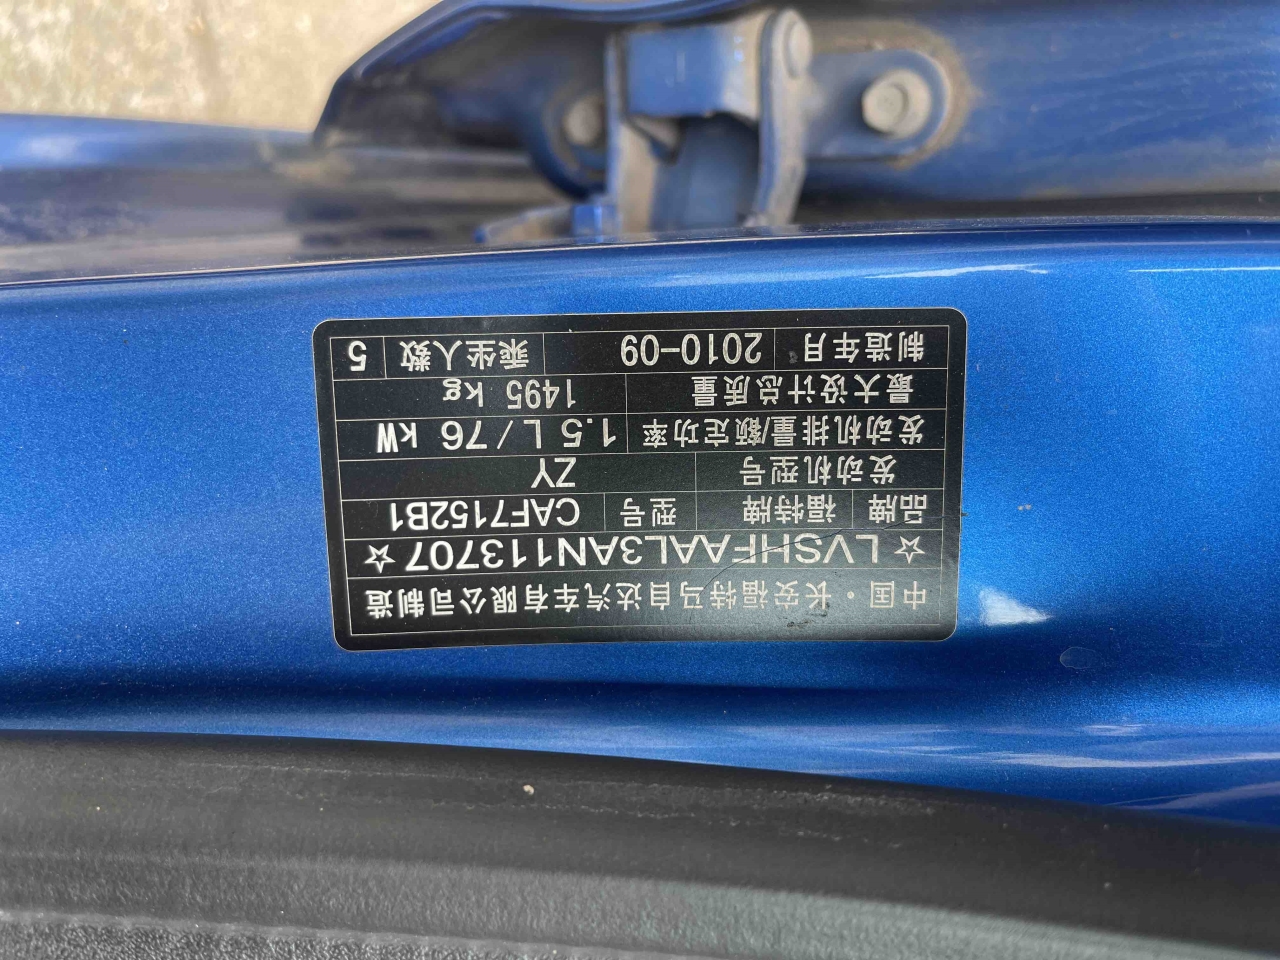 中国·长安福特马自达汽车有限公司制造
☆LVSHFAAL3AN113707☆
品牌 福特牌 型号 CAF7152B1
发动机型号 ZY
发动机排量/额定功率 1.5 L/76 kW
最大设计总质量 1495 kg
制造年月 2010-09 乘坐人数 5